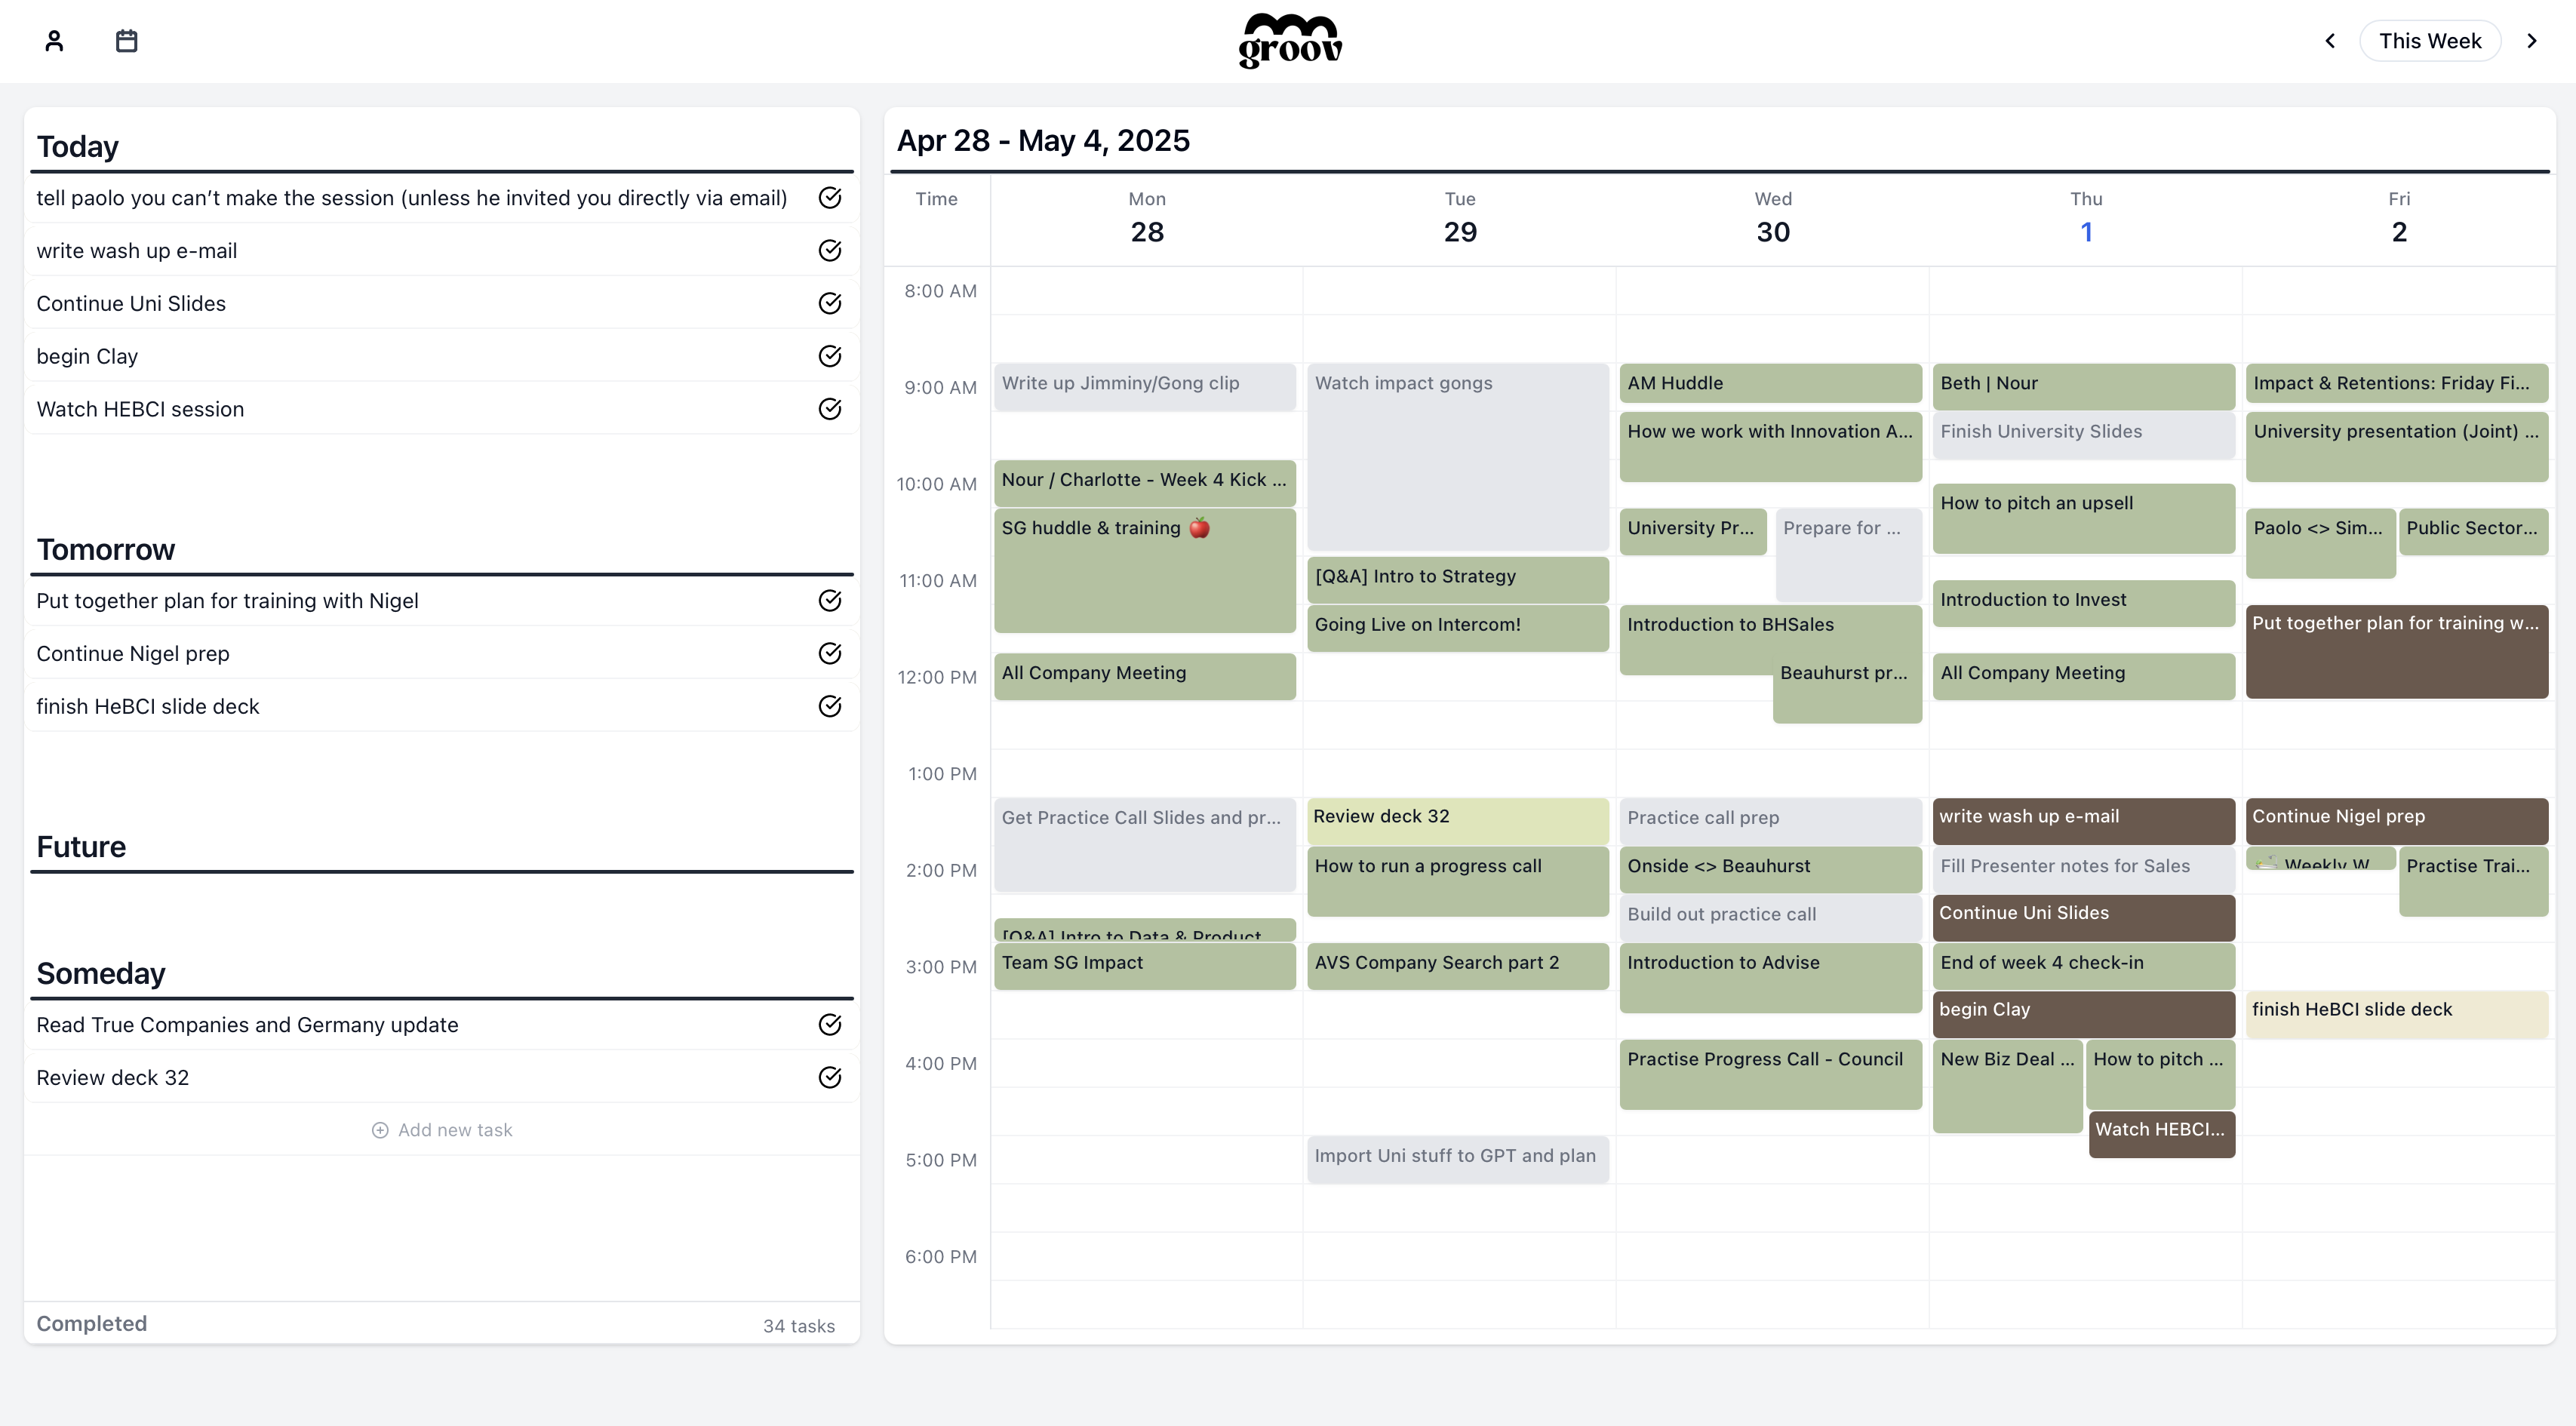 groov
This Week
Today
tell paolo you can’t make the session (unless he invited you directly via email)
write wash up e-mail
Continue Uni Slides
begin Clay
Watch HEBCI session
Tomorrow
Put together plan for training with Nigel
Continue Nigel prep
finish HeBCI slide deck
Future
Someday
Read True Companies and Germany update
Review deck 32
Add new task
Completed
34 tasks
Apr 28 - May 4, 2025
Time
Mon
28
Tue
29
Wed
30
Thu
1
Fri
2
8:00 AM
9:00 AM
10:00 AM
11:00 AM
12:00 PM
1:00 PM
2:00 PM
3:00 PM
4:00 PM
5:00 PM
6:00 PM
Write up Jimminy/Gong clip
Nour / Charlotte - Week 4 Kick ...
SG huddle & training 🍎
All Company Meeting
Get Practice Call Slides and pr...
[Q&A] Intro to Data & Product
Team SG Impact
Watch impact gongs
[Q&A] Intro to Strategy
Going Live on Intercom!
Review deck 32
How to run a progress call
AVS Company Search part 2
Import Uni stuff to GPT and plan
AM Huddle
How we work with Innovation A...
University Pr...
Prepare for ...
Introduction to BHSales
Beauhurst pr...
Practice call prep
Onside <> Beauhurst
Build out practice call
Introduction to Advise
Practise Progress Call - Council
Beth | Nour
Finish University Slides
How to pitch an upsell
Introduction to Invest
All Company Meeting
write wash up e-mail
Fill Presenter notes for Sales
Continue Uni Slides
End of week 4 check-in
begin Clay
New Biz Deal ...
How to pitch ...
Watch HEBCI...
Impact & Retentions: Friday Fi...
University presentation (Joint) ...
Paolo <> Sim...
Public Sector...
Put together plan for training w...
Continue Nigel prep
Weekly W
Practise Trai...
finish HeBCI slide deck